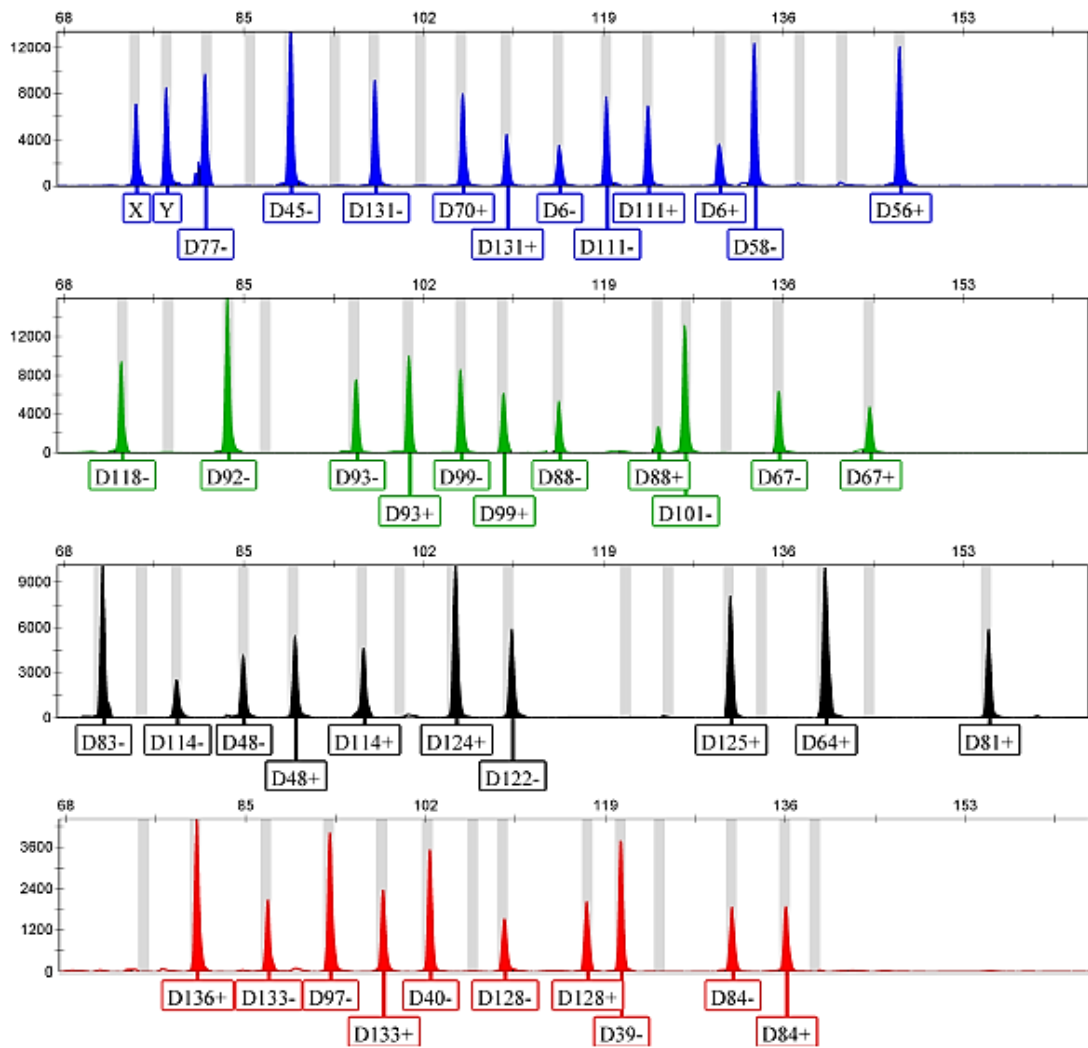 68 85 102 119 136 153
12000
8000
4000
0
X Y D45- D131- D70+ D6- D111+ D6+ D56+
D77- D131+ D111- D58-
68 85 102 119 136 153
12000
8000
4000
0
D118- D92- D93- D99- D88- D88+ D67- D67+
D93+ D99+ D101-
68 85 102 119 136 153
9000
6000
3000
0
D83- D114- D48- D114+ D124+ D125+ D64+ D81+
D48+ D122-
68 85 102 119 136 153
3600
2400
1200
0
D136+ D133- D97- D40- D128- D128+ D84-
D133+ D39- D84+